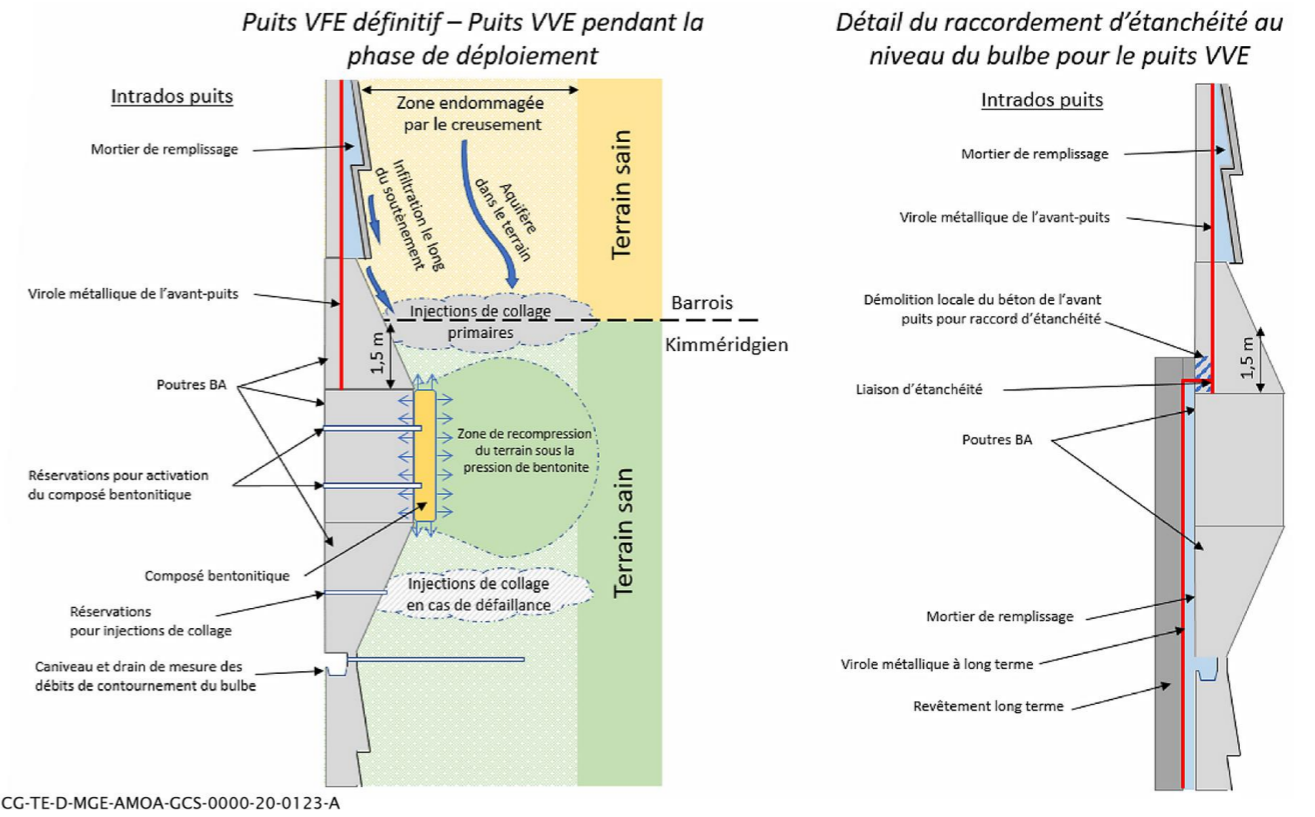 Puits VFE définitif – Puits VVE pendant la
phase de déploiement
Intrados puits
Mortier de remplissage
Zone endommagée
par le creusement
Infiltration le long
du soutènement
Aquifère
dans le terrain
Terrain sain
Virole métallique de l’avant-puits
Injections de collage
primaires
Barrois
Kimméridgien
1,5 m
Poutres BA
Zone de recompression
du terrain sous la
pression de bentonite
Réservations pour activation
du composé bentonitique
Terrain sain
Composé bentonitique
Injections de collage
en cas de défaillance
Réservations
pour injections de collage
Caniveau et drain de mesure des
débits de contournement du bulbe
CG-TE-D-MGE-AMOA-GCS-0000-20-0123-A
Détail du raccordement d’étanchéité au
niveau du bulbe pour le puits VVE
Intrados puits
Mortier de remplissage
Virole métallique de l’avant-puits
Démolition locale du béton de l’avant
puits pour raccord d’étanchéité
1,5 m
Liaison d’étanchéité
Poutres BA
Mortier de remplissage
Virole métallique à long terme
Revêtement long terme